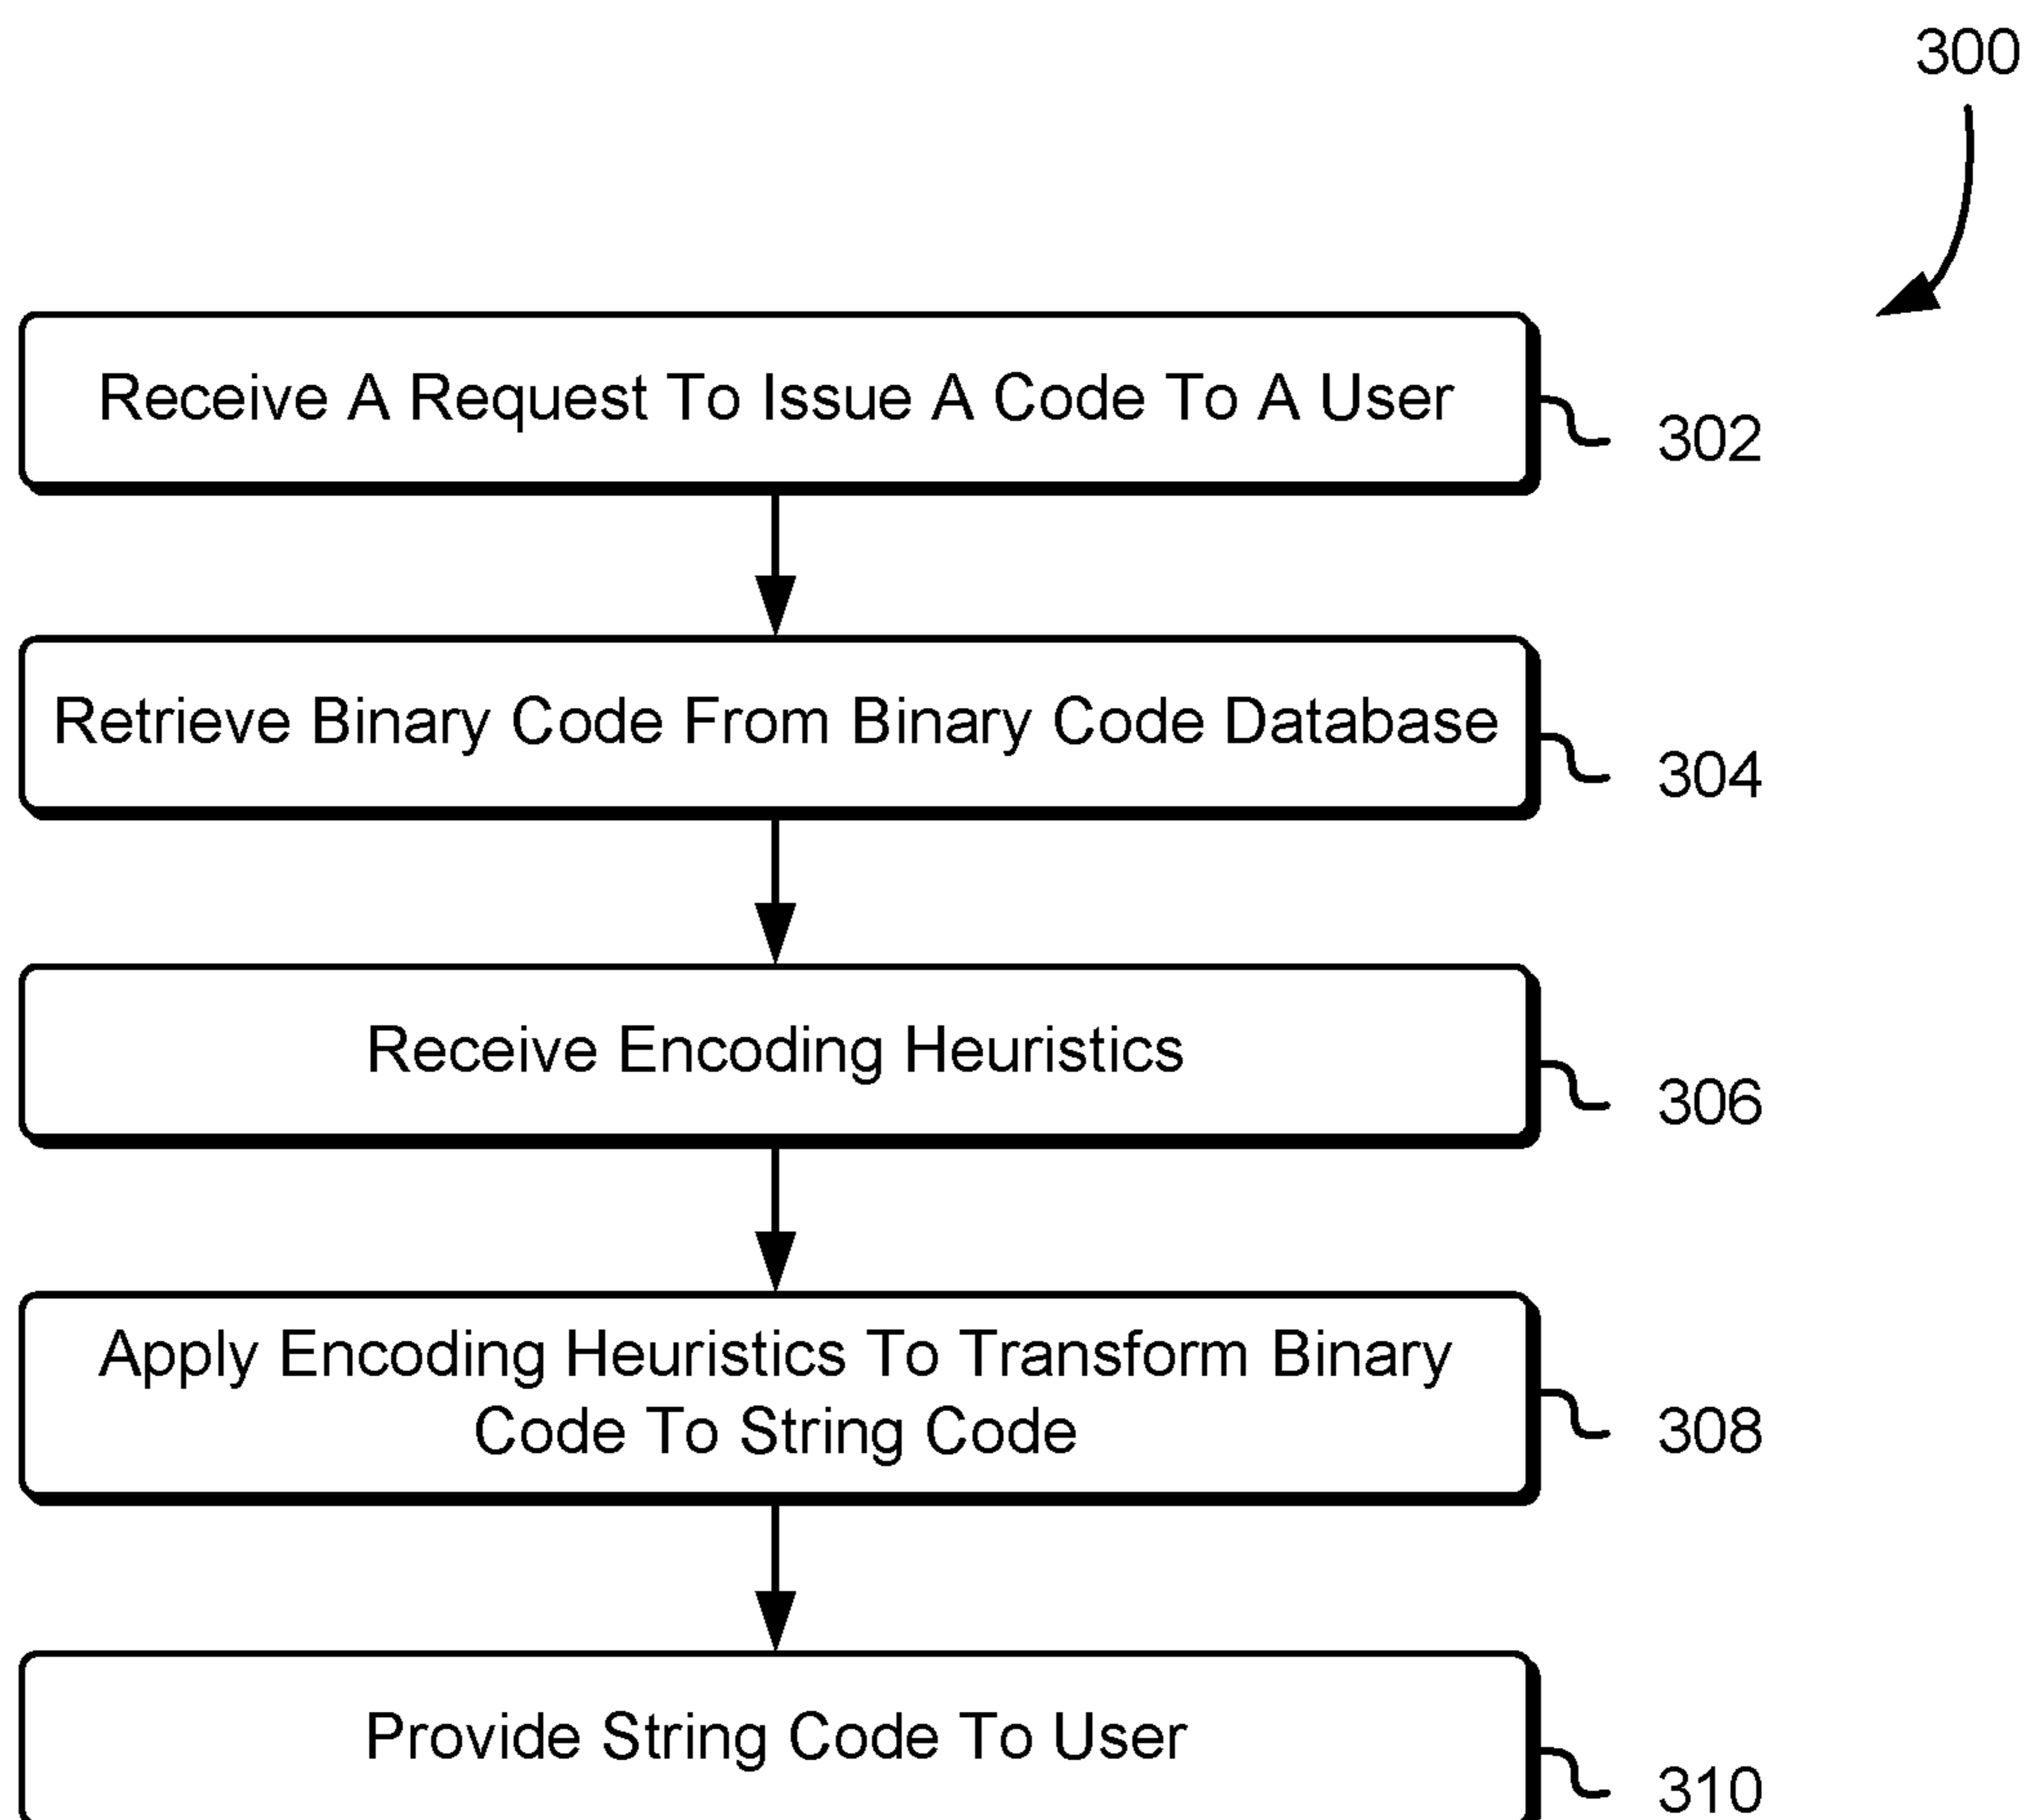 300
Receive A Request To Issue A Code To A User
302
Retrieve Binary Code From Binary Code Database
304
Receive Encoding Heuristics
306
Apply Encoding Heuristics To Transform Binary
Code To String Code
308
Provide String Code To User
310